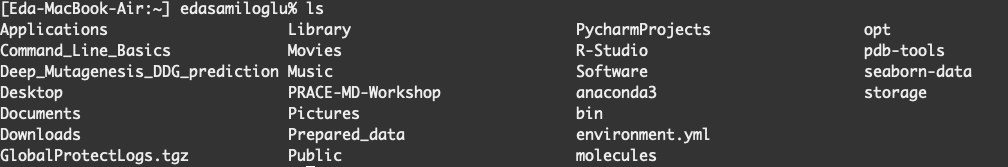 [Eda-MacBook-Air:~] edasamiloglu% ls
Applications Library PycharmProjects opt
Command_Line_Basics Movies R-Studio pdb-tools
Deep_Mutagenesis_DDG_prediction Music Software seaborn-data
Desktop PRACE-MD-Workshop anaconda3 storage
Documents Pictures bin
Downloads Prepared_data environment.yml
GlobalProtectLogs.tgz Public molecules